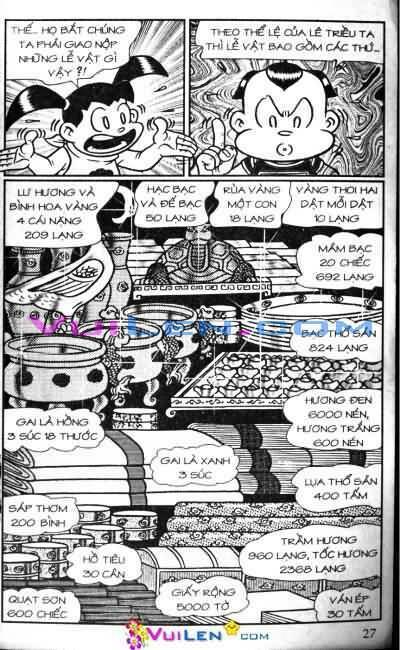 THẾ... HỌ BẮT CHÚNG
TA PHẢI GIAO NỘP
NHỮNG LỄ VẬT GÌ
VẬY ?!
THEO THỂ LỆ CỦA LÊ TRIỀU TA
THÌ LỄ VẬT BAO GỒM CÁC THỨ...
LƯ HƯƠNG VÀ
BÌNH HOA VÀNG
4 CÁI NẶNG
209 LẠNG
HẠC BẠC
VÀ ĐẾ BẠC
50 LẠNG
RÙA VÀNG
MỘT CON
18 LẠNG
VÀNG THOI HAI
DẬT MỖI DẬT
10 LẠNG
MÂM BẠC
20 CHIẾC
692 LẠNG
VUILEN.COM
BẠC THỔ SẢN
824 LẠNG
HƯƠNG ĐEN
6000 NÉN,
HƯƠNG TRẮNG
600 NÉN
GAI LÀ HỒNG
3 SÚC 18 THƯỚC
GAI LÀ XANH
3 SÚC
LỤA THỔ SẢN
400 TẤM
SÁP THƠM
200 BÌNH
TRẦM HƯƠNG
960 LẠNG, TỐC HƯƠNG
2368 LẠNG
HỒ TIÊU
30 CÂN
QUẠT SƠN
600 CHIẾC
GIẤY RỘNG
5000 TỜ
VÁN ÉP
30 TẤM
27
VUILEN.COM